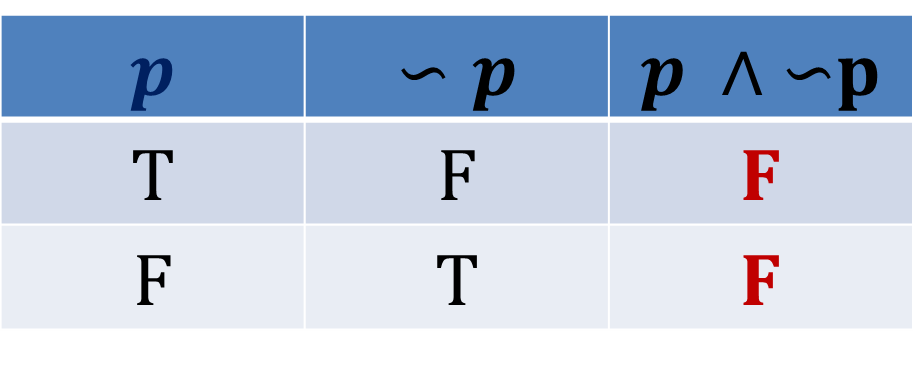 p ∽ p p ∧ ∽p
T F F
F T F